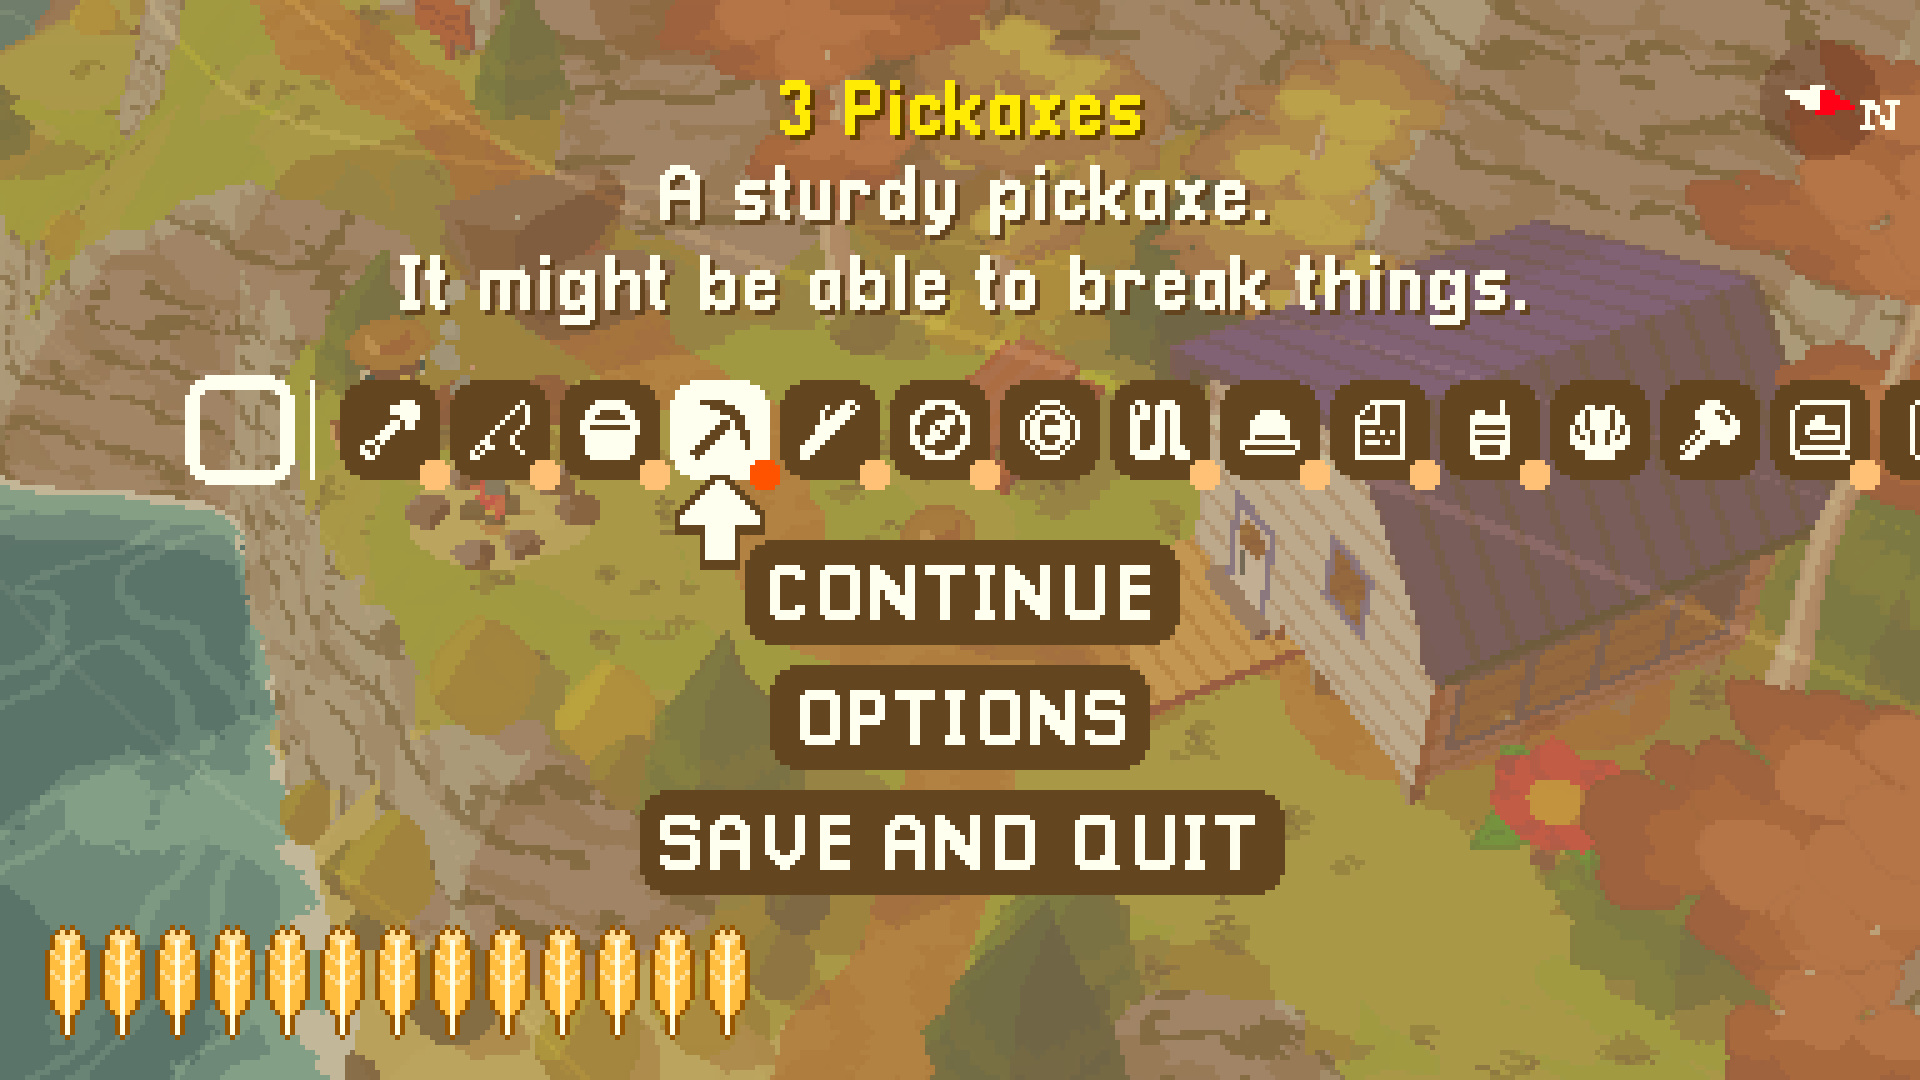 3 Pickaxes
A sturdy pickaxe.
It might be able to break things.
N
©
CONTINUE
OPTIONS
SAVE AND QUIT